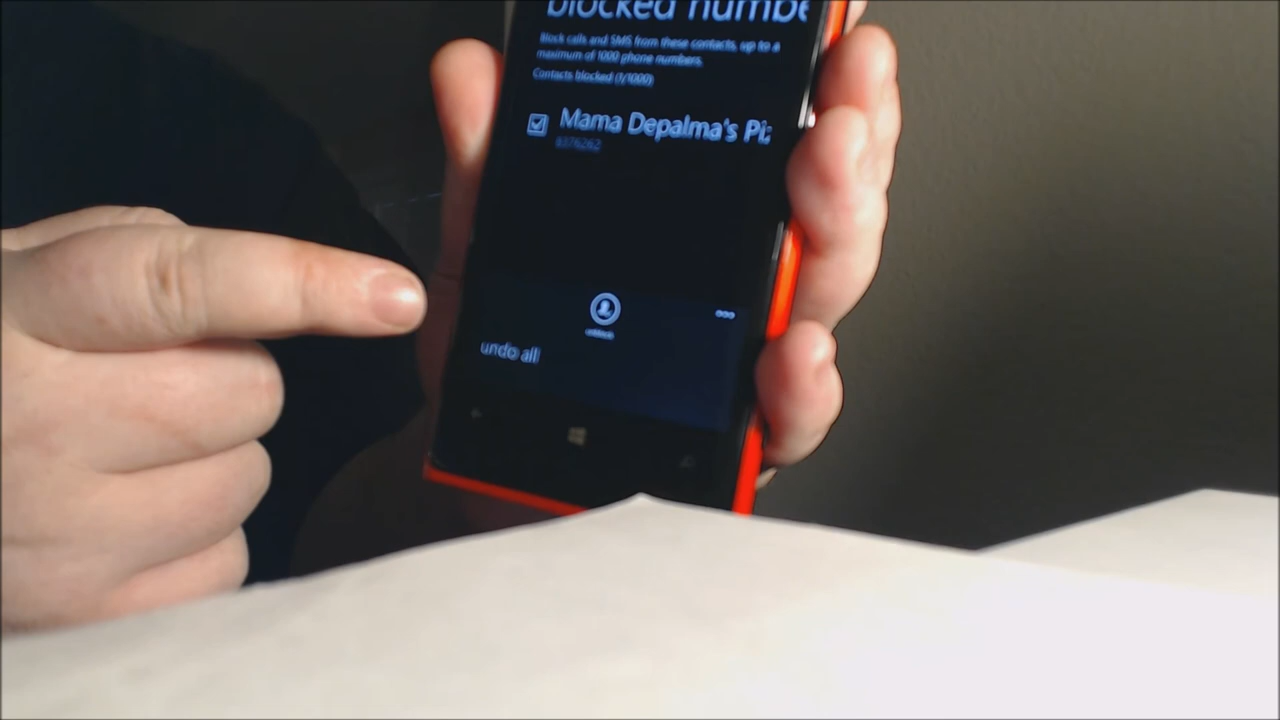 blocked numbe
Block calls and SMS from these contacts, up to a
maximum of 1000 phone numbers.
Contacts blocked (1/1000)
Mama Depalma's Pi
undo all